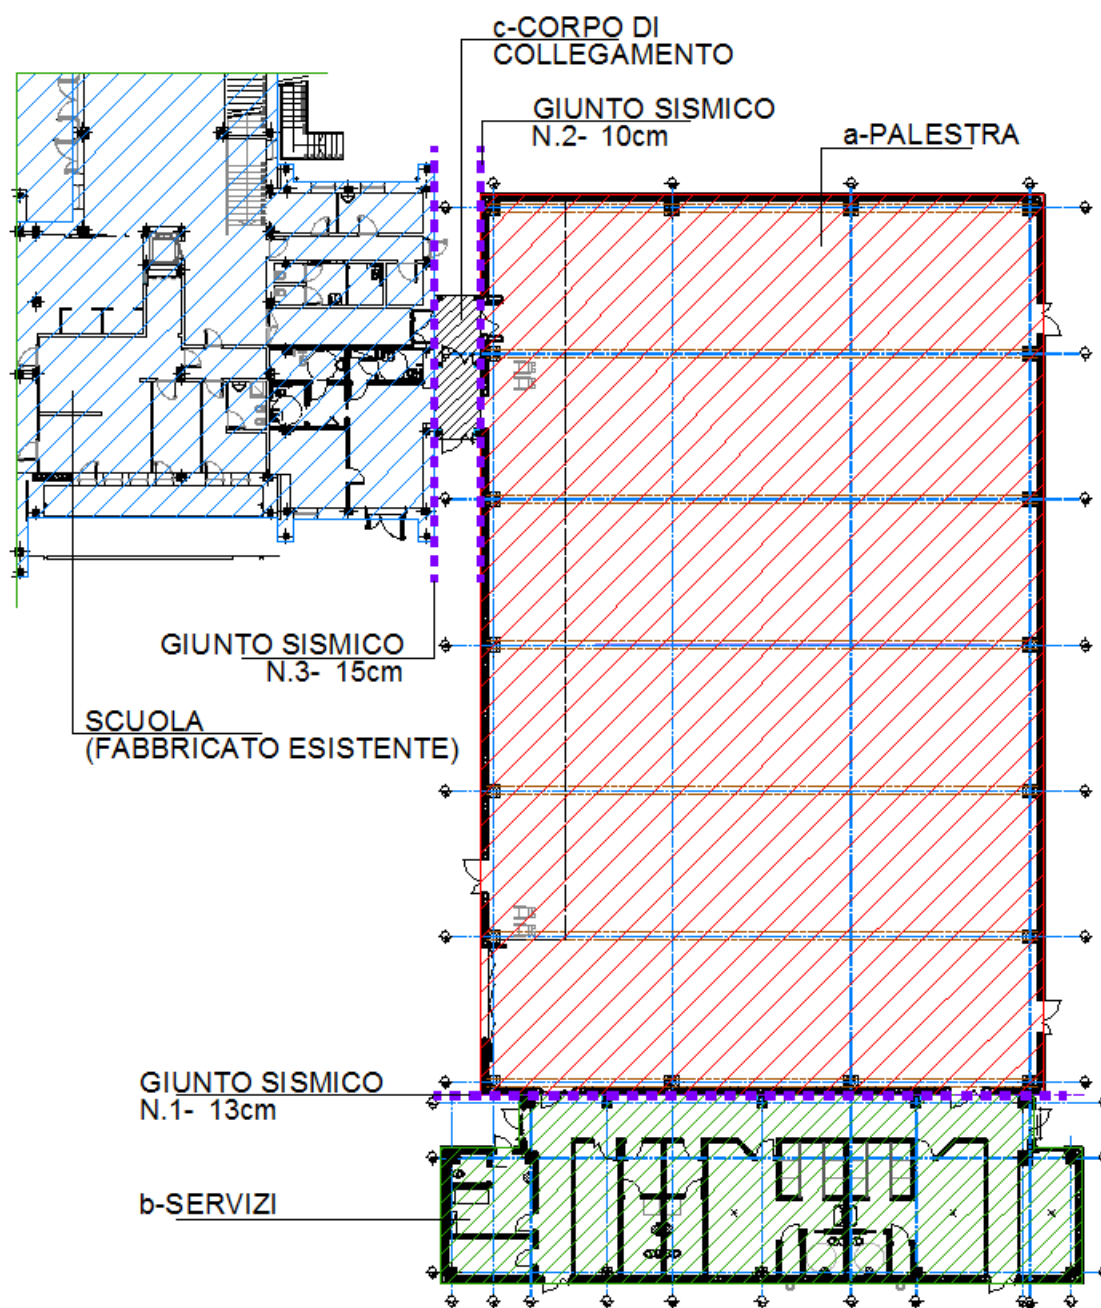 c-CORPO DI
COLLEGAMENTO
GIUNTO SISMICO
N.2- 10cm
a-PALESTRA
GIUNTO SISMICO
N.3- 15cm
SCUOLA
(FABBRICATO ESISTENTE)
GIUNTO SISMICO
N.1- 13cm
b-SERVIZI